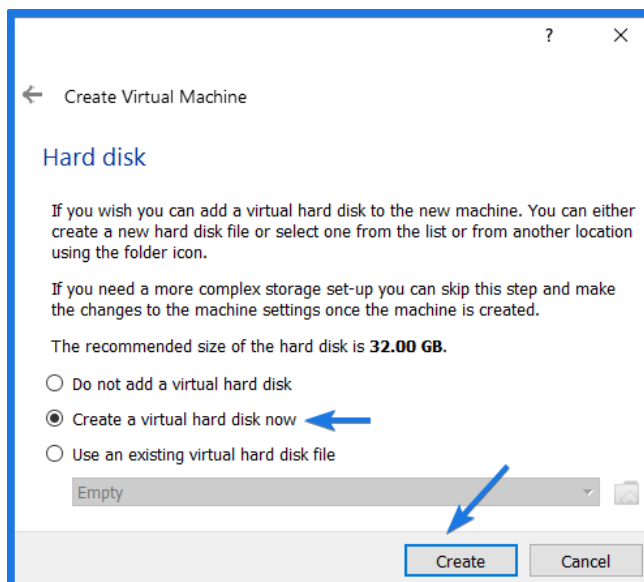 ?
Create Virtual Machine
Hard disk
If you wish you can add a virtual hard disk to the new machine. You can either
create a new hard disk file or select one from the list or from another location
using the folder icon.
If you need a more complex storage set-up you can skip this step and make
the changes to the machine settings once the machine is created.
The recommended size of the hard disk is 32.00 GB.
Do not add a virtual hard disk
Create a virtual hard disk now
Use an existing virtual hard disk file
Empty
Create Cancel